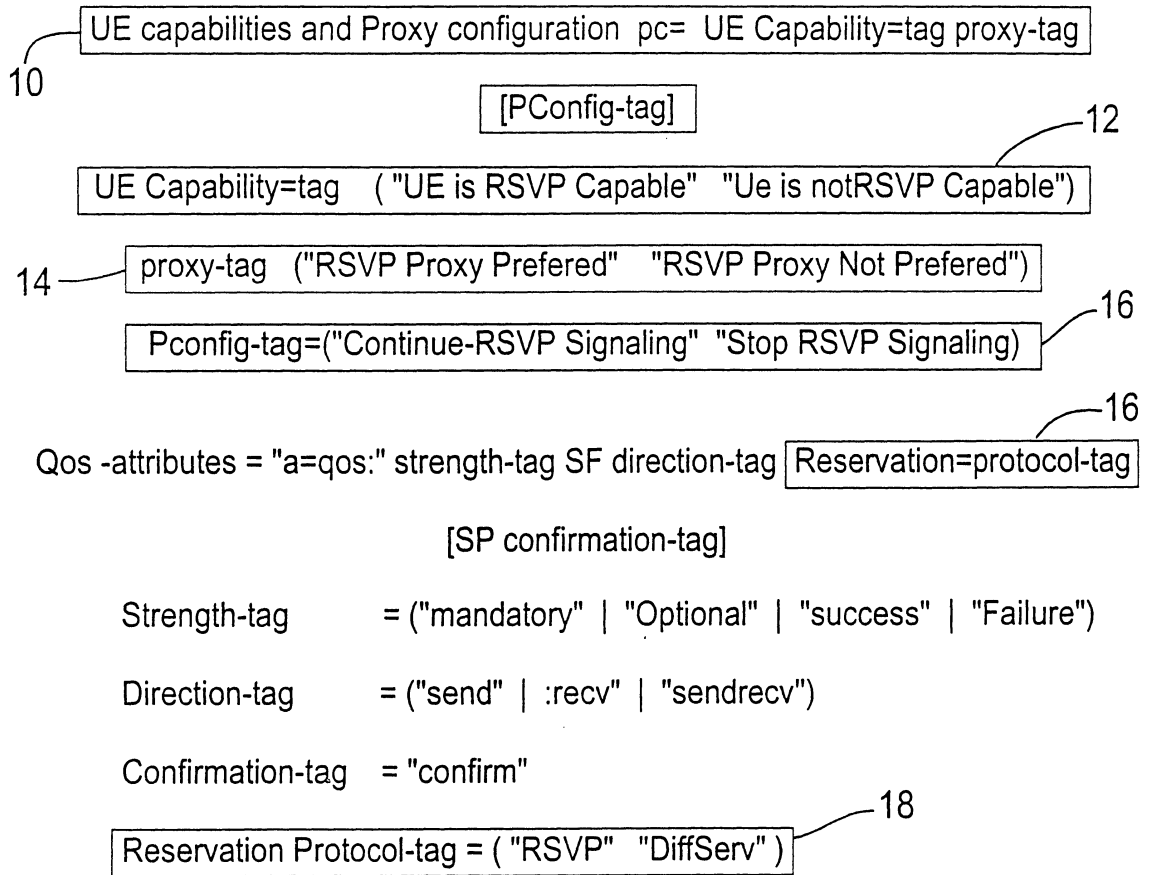 UE capabilities and Proxy configuration pc= UE Capability=tag proxy-tag
10
[PConfig-tag]
12
UE Capability=tag ( "UE is RSVP Capable" "Ue is notRSVP Capable")
14
proxy-tag ("RSVP Proxy Prefered" "RSVP Proxy Not Prefered")
16
Pconfig-tag=("Continue-RSVP Signaling" "Stop RSVP Signaling)
16
Qos -attributes = "a=qos:" strength-tag SF direction-tag Reservation=protocol-tag
[SP confirmation-tag]
Strength-tag = ("mandatory" | "Optional" | "success" | "Failure")
Direction-tag = ("send" | :recv" | "sendrecv")
Confirmation-tag = "confirm"
18
Reservation Protocol-tag = ( "RSVP" "DiffServ" )